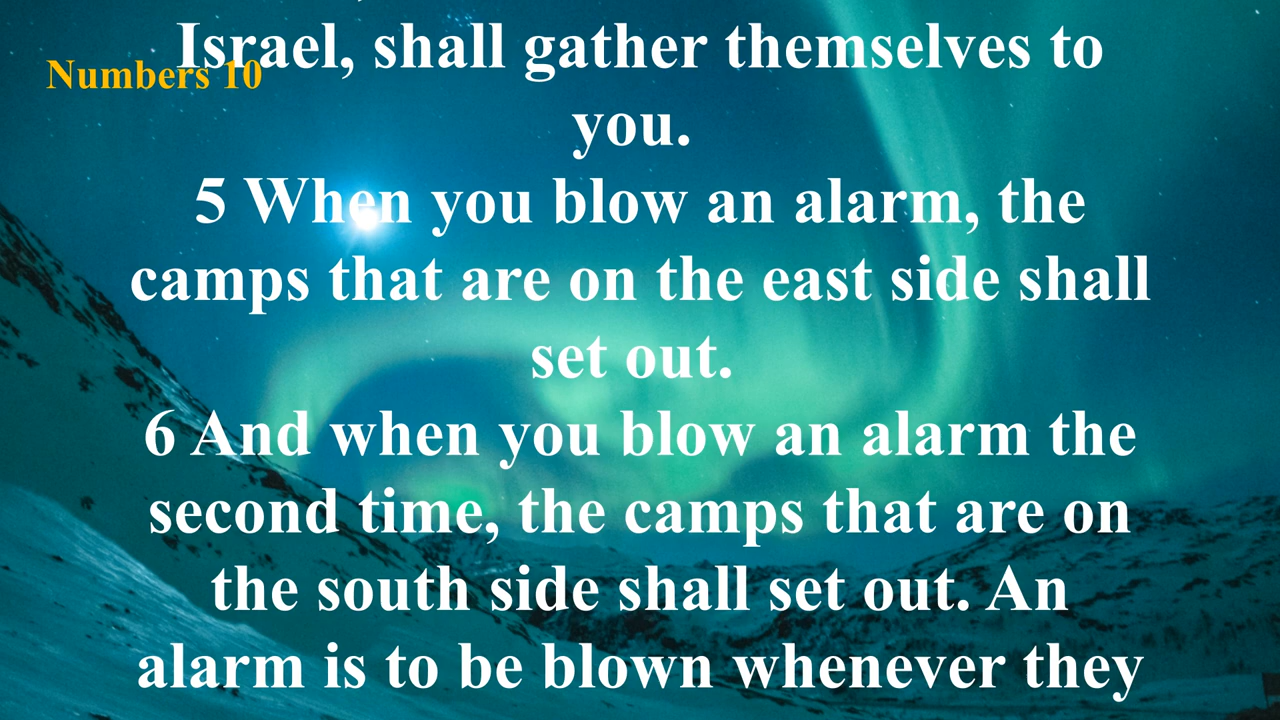 Israel, shall gather themselves to
Numbers 10
you.
5 When you blow an alarm, the
camps that are on the east side shall
set out.
6 And when you blow an alarm the
second time, the camps that are on
the south side shall set out. An
alarm is to be blown whenever they